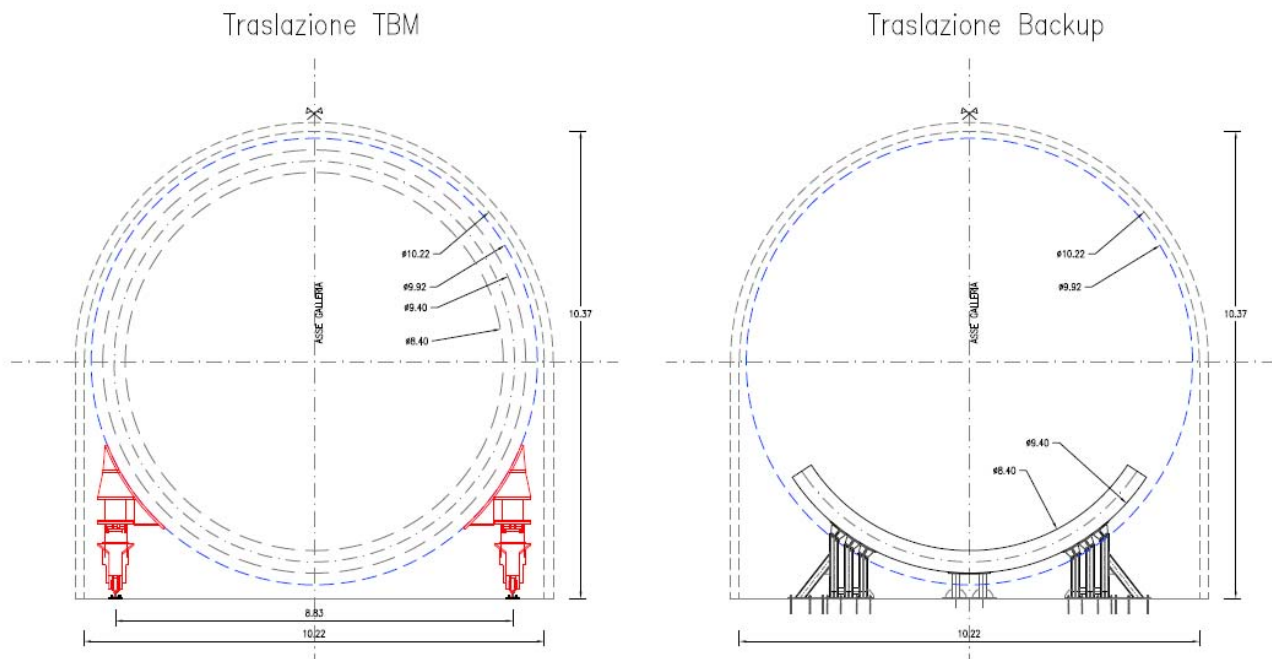 Traslazione TBM
Traslazione Backup
ø10.22
ø9.92
ø9.40
ø8.40
ASSE GALLERIA
10.37
8.83
10.22
ø10.22
ø9.92
ASSE GALLERIA
10.37
ø9.40
ø8.40
10.22